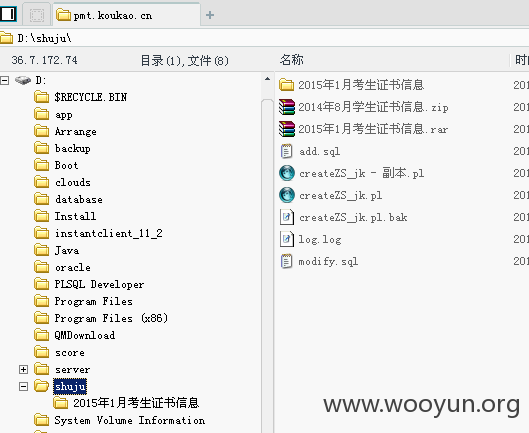 pmt.koukao.cn
D:\shuju\
36.7.172.74 目录(1),文件(8) 名称 时
D:
$RECYCLE.BIN
app
Arrange
backup
Boot
clouds
database
Install
instantclient_11_2
Java
oracle
PLSQL Developer
Program Files
Program Files (x86)
QMDownload
score
server
shuju
2015年1月考生证书信息
System Volume Information
2015年1月考生证书信息 201
2014年8月学生证书信息.zip 201
2015年1月考生证书信息.rar 201
add.sql 201
createZS_jk - 副本.pl 201
createZS_jk.pl 201
createZS_jk.pl.bak 201
log.log 201
modify.sql 201
www.wooyun.org